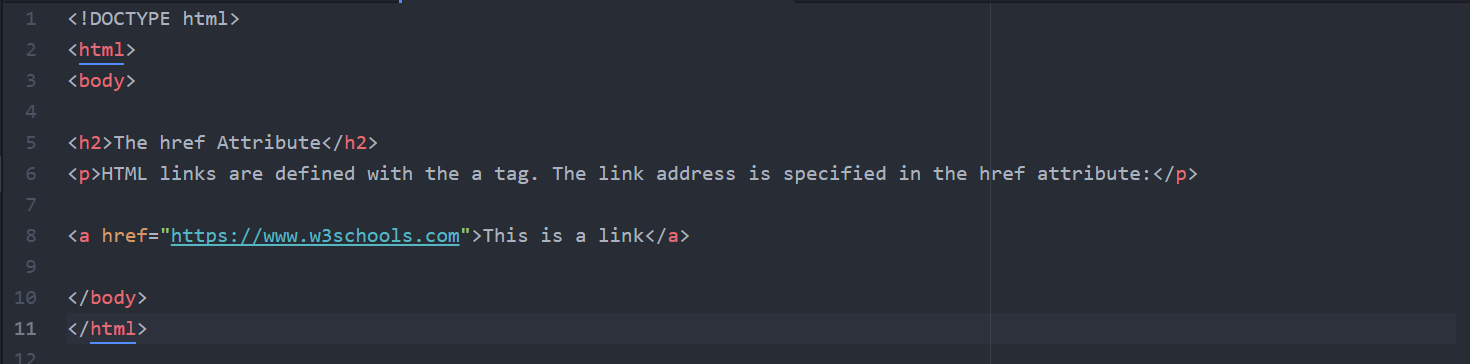 1 <!DOCTYPE html>
2 <html>
3 <body>
4
5 <h2>The href Attribute</h2>
6 <p>HTML links are defined with the a tag. The link address is specified in the href attribute:</p>
7
8 <a href="https://www.w3schools.com">This is a link</a>
9
10 </body>
11 </html>
12